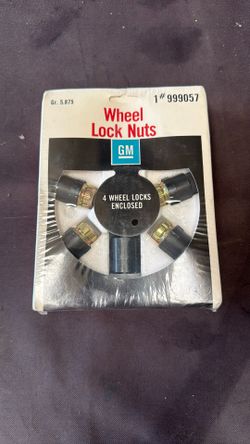 Gr. 5.875
1 # 999057
Wheel
Lock Nuts
GM
4 WHEEL LOCKS
ENCLOSED